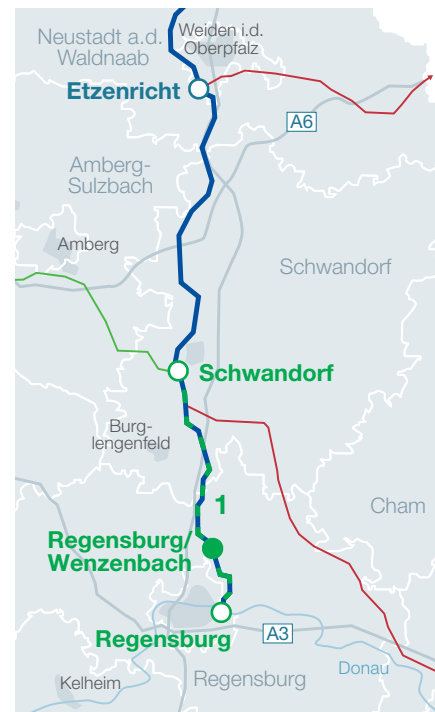 Neustadt a.d.
Waldnaab
Weiden i.d.
Oberpfalz
Etzenricht
A6
Amberg-
Sulzbach
Amberg
Schwandorf
Schwandorf
Burg-
lengenfeld
Cham
1
Regensburg/
Wenzenbach
Regensburg
A3
Donau
Kelheim
Regensburg